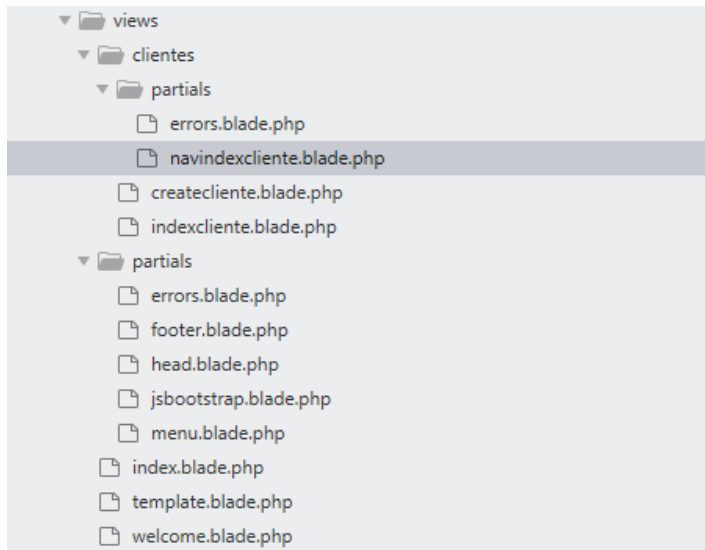 views
clientes
partials
errors.blade.php
navindexcliente.blade.php
createcliente.blade.php
indexcliente.blade.php
partials
errors.blade.php
footer.blade.php
head.blade.php
jsbootstrap.blade.php
menu.blade.php
index.blade.php
template.blade.php
welcome.blade.php